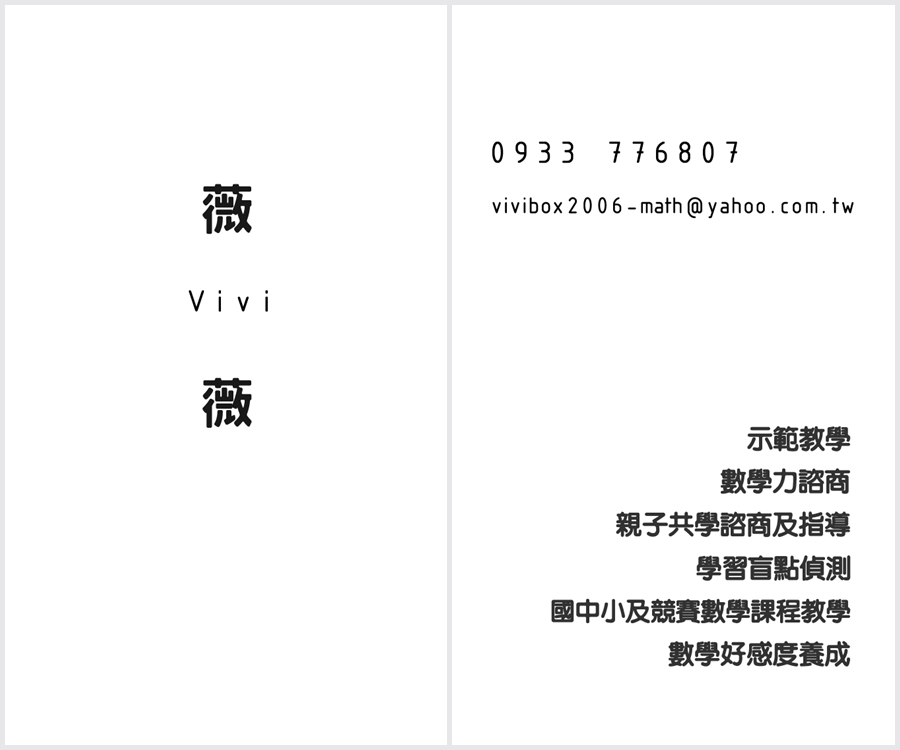 薇
Vivi
薇
0933 776807
vivibox2006-math@yahoo.com.tw
示範教學
數學力諮商
親子共學諮商及指導
學習盲點偵測
國中小及競賽數學課程教學
數學好感度養成